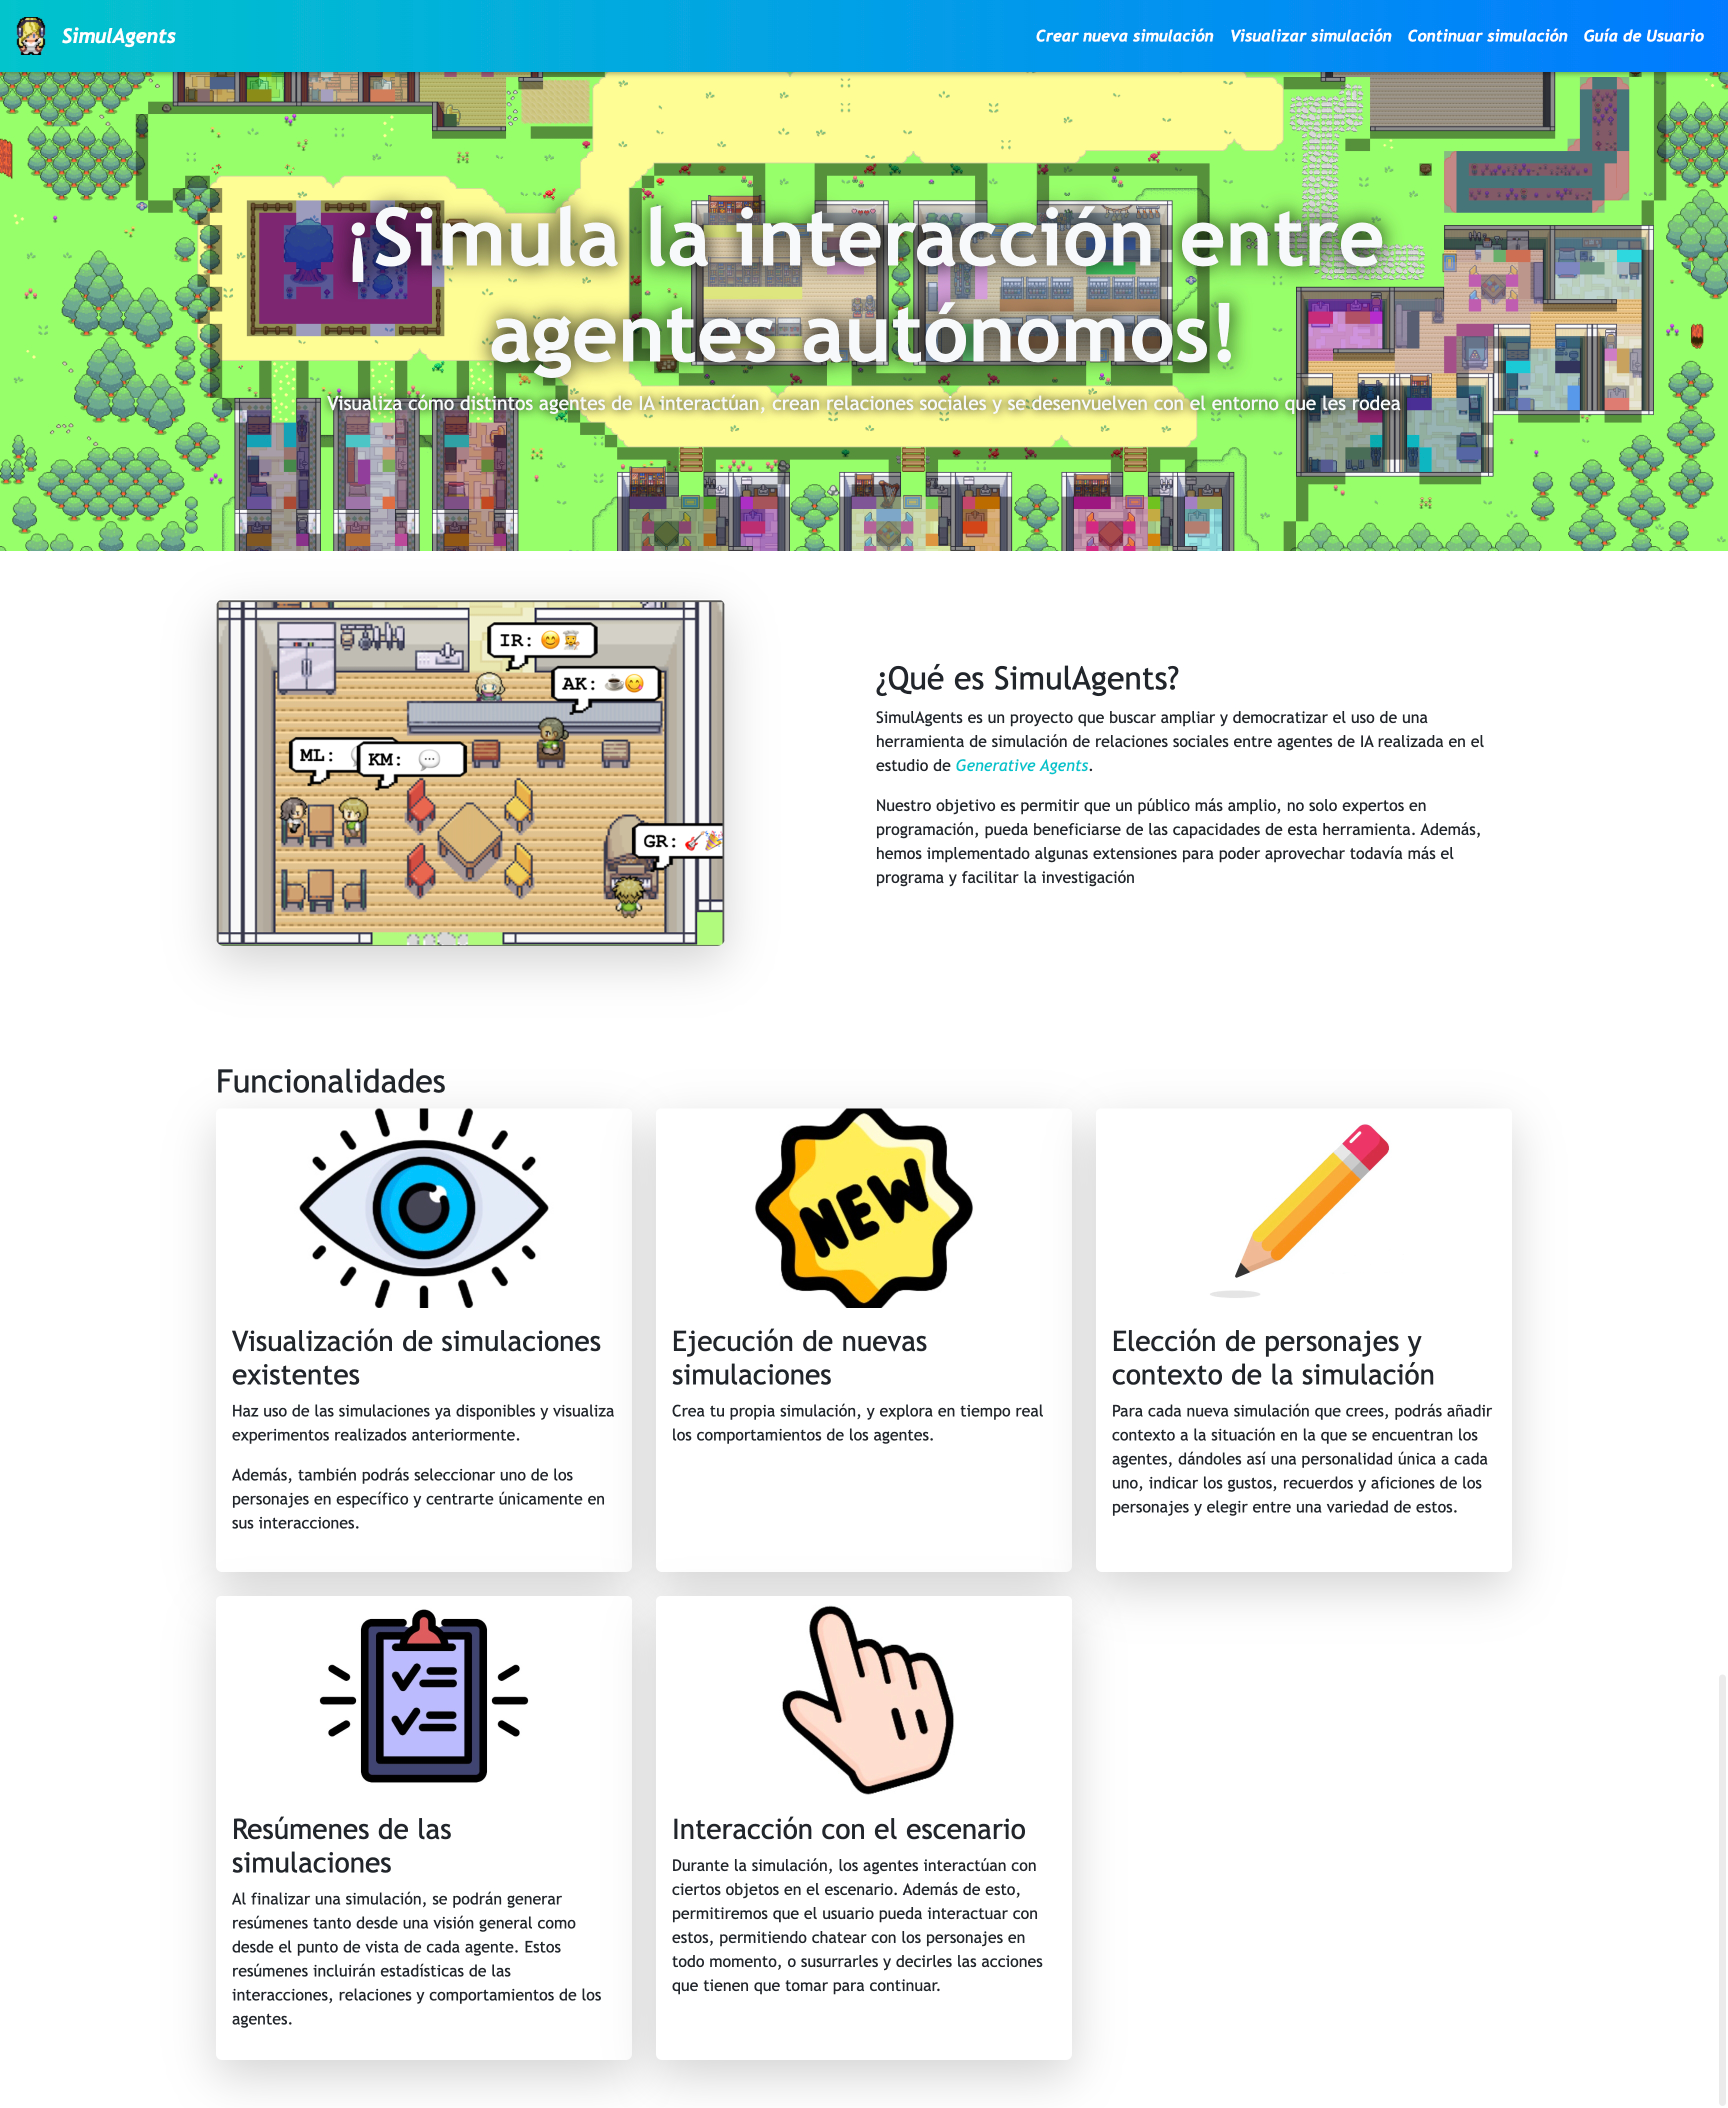 SimulAgents
Crear nueva simulación
Visualizar simulación
Continuar simulación
Guía de Usuario
¡Simula la interacción entre
agentes autónomos!
Visualiza cómo distintos agentes de IA interactúan, crean relaciones sociales y se desenvuelven con el entorno que les rodea
IR:
AK:
ML:
KM:
GR:
¿Qué es SimulAgents?
SimulAgents es un proyecto que buscar ampliar y democratizar el uso de una
herramienta de simulación de relaciones sociales entre agentes de IA realizada en el
estudio de Generative Agents.
Nuestro objetivo es permitir que un público más amplio, no solo expertos en
programación, pueda beneficiarse de las capacidades de esta herramienta. Además,
hemos implementado algunas extensiones para poder aprovechar todavía más el
programa y facilitar la investigación
Funcionalidades
Visualización de simulaciones
existentes
Haz uso de las simulaciones ya disponibles y visualiza
experimentos realizados anteriormente.
Además, también podrás seleccionar uno de los
personajes en específico y centrarte únicamente en
sus interacciones.
NEW
Ejecución de nuevas
simulaciones
Crea tu propia simulación, y explora en tiempo real
los comportamientos de los agentes.
Elección de personajes y
contexto de la simulación
Para cada nueva simulación que crees, podrás añadir
contexto a la situación en la que se encuentran los
agentes, dándoles así una personalidad única a cada
uno, indicar los gustos, recuerdos y aficiones de los
personajes y elegir entre una variedad de estos.
Resúmenes de las
simulaciones
Al finalizar una simulación, se podrán generar
resúmenes tanto desde una visión general como
desde el punto de vista de cada agente. Estos
resúmenes incluirán estadísticas de las
interacciones, relaciones y comportamientos de los
agentes.
Interacción con el escenario
Durante la simulación, los agentes interactúan con
ciertos objetos en el escenario. Además de esto,
permitiremos que el usuario pueda interactuar con
estos, permitiendo chatear con los personajes en
todo momento, o susurrarles y decirles las acciones
que tienen que tomar para continuar.